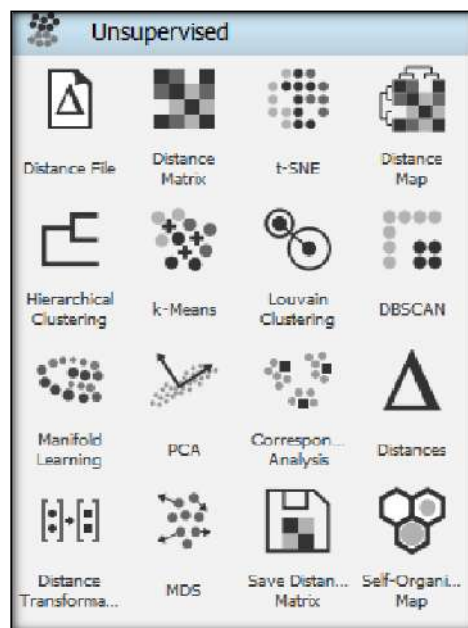 Unsupervised
Distance File
Distance
Matrix
t-SNE
Distance
Map
Hierarchical
Clustering
k-Means
Louvain
Clustering
DBSCAN
Manifold
Learning
PCA
Correspon...
Analysis
Distances
Distance
Transforma...
MDS
Save Distan...
Matrix
Self-Organi...
Map